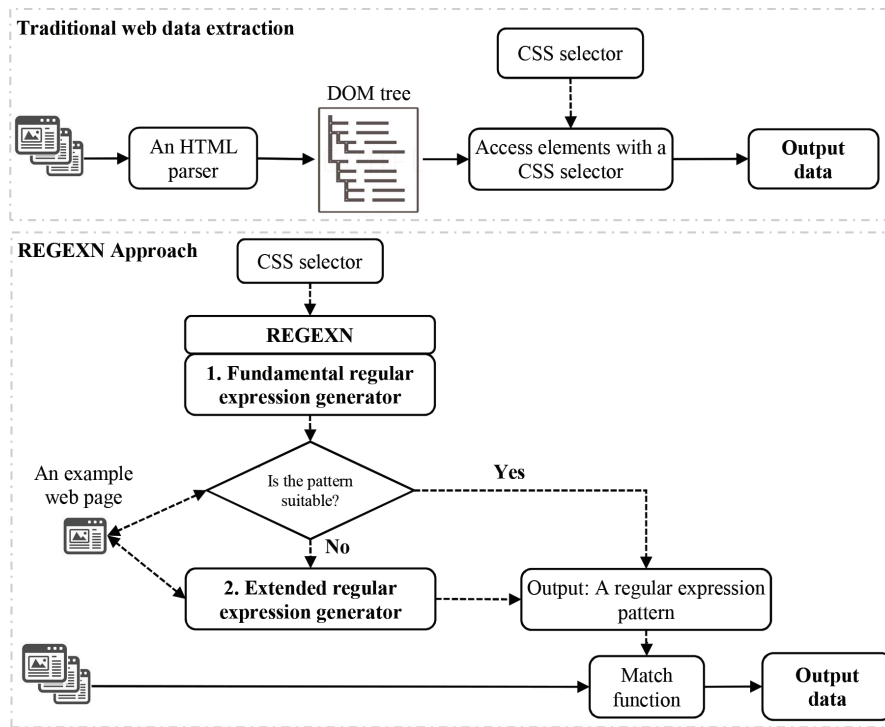 Traditional web data extraction
CSS selector
DOM tree
An HTML
parser
Access elements with a
CSS selector
Output
data
REGEXN Approach
CSS selector
REGEXN
1. Fundamental regular
expression generator
An example
web page
Is the pattern
suitable?
Yes
No
2. Extended regular
expression generator
Output: A regular expression
pattern
Match
function
Output
data